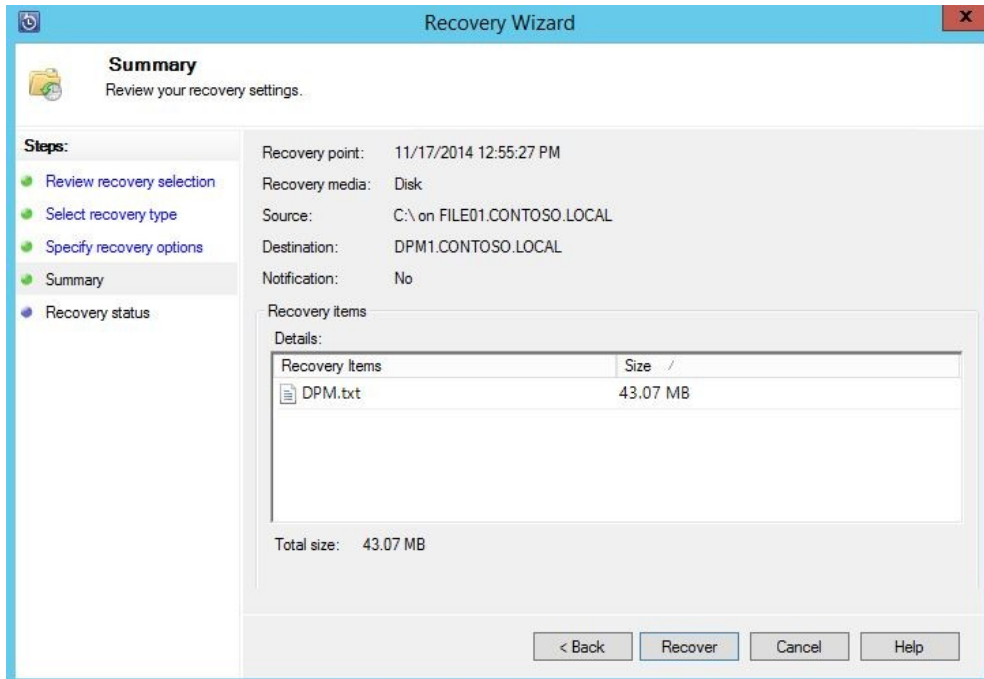 Recovery Wizard
x
Summary
Review your recovery settings.
Steps:
Review recovery selection
Select recovery type
Specify recovery options
Summary
Recovery status
Recovery point: 11/17/2014 12:55:27 PM
Recovery media: Disk
Source: C:\ on FILE01.CONTOSO.LOCAL
Destination: DPM1.CONTOSO.LOCAL
Notification: No
Recovery items
Details:
Recovery Items Size
DPM.txt 43.07 MB
Total size: 43.07 MB
< Back Recover Cancel Help